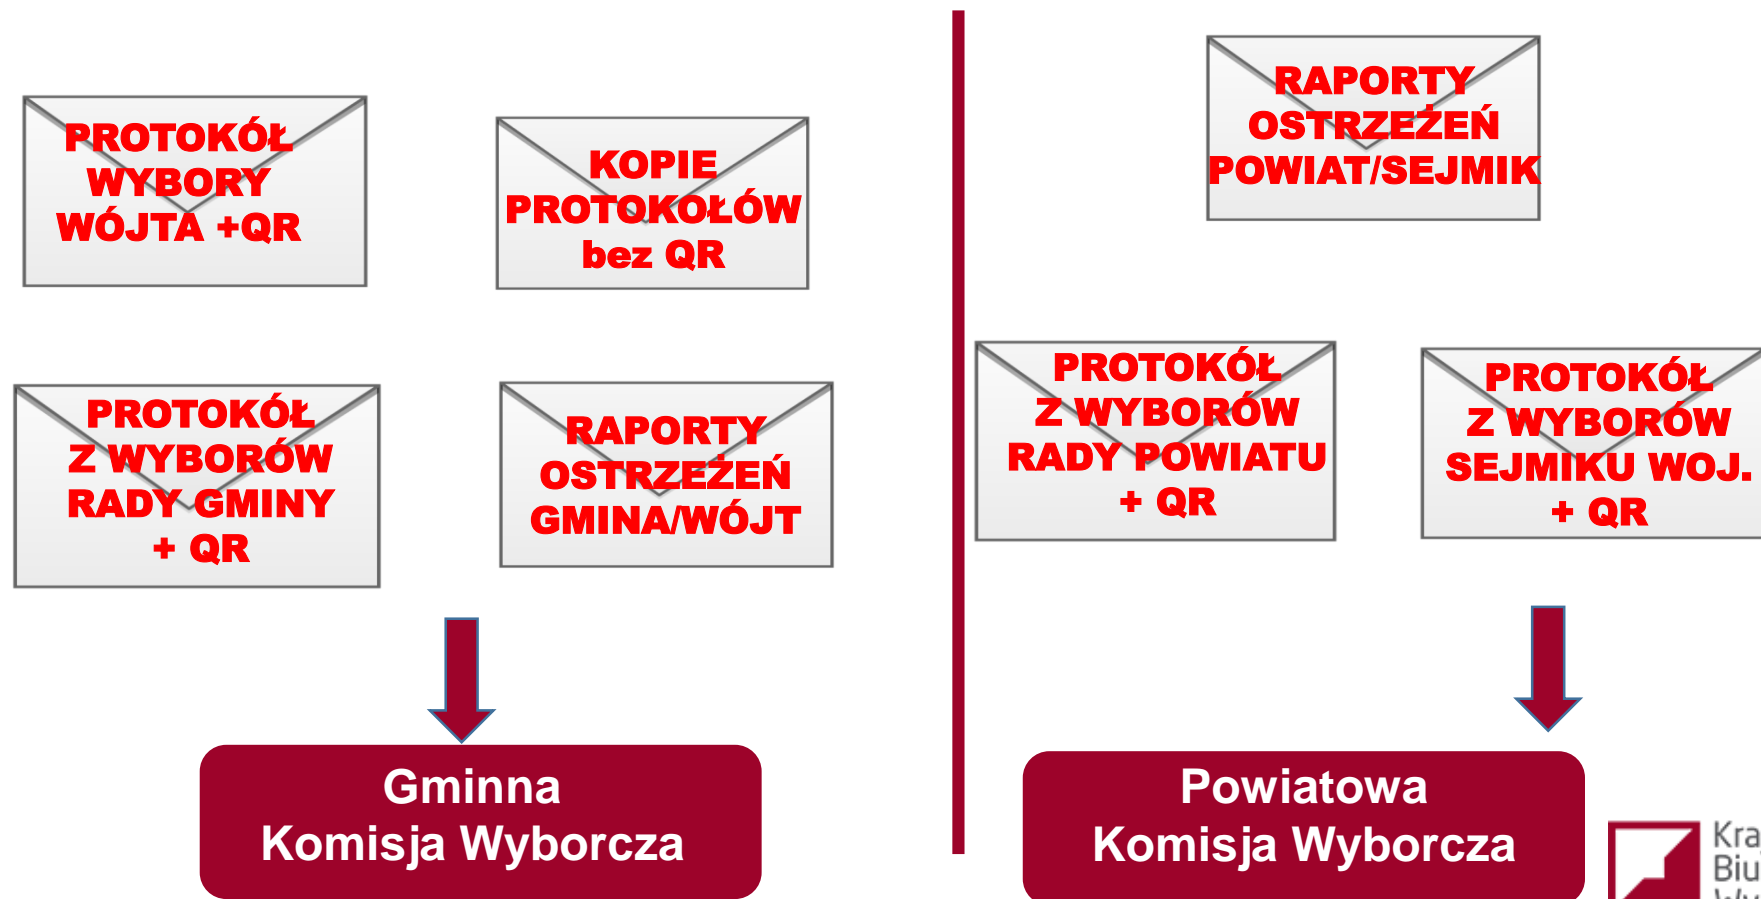 PROTOKÓŁ
WYBORY
WÓJTA +QR
KOPIE
PROTOKOŁÓW
bez QR
PROTOKÓŁ
Z WYBORÓW
RADY GMINY
+ QR
RAPORTY
OSTRZEŻEŃ
GMINA/WÓJT
Gminna
Komisja Wyborcza
RAPORTY
OSTRZEŻEŃ
POWIAT/SEJMIK
PROTOKÓŁ
Z WYBORÓW
RADY POWIATU
+ QR
PROTOKÓŁ
Z WYBORÓW
SEJMIKU WOJ.
+ QR
Powiatowa
Komisja Wyborcza